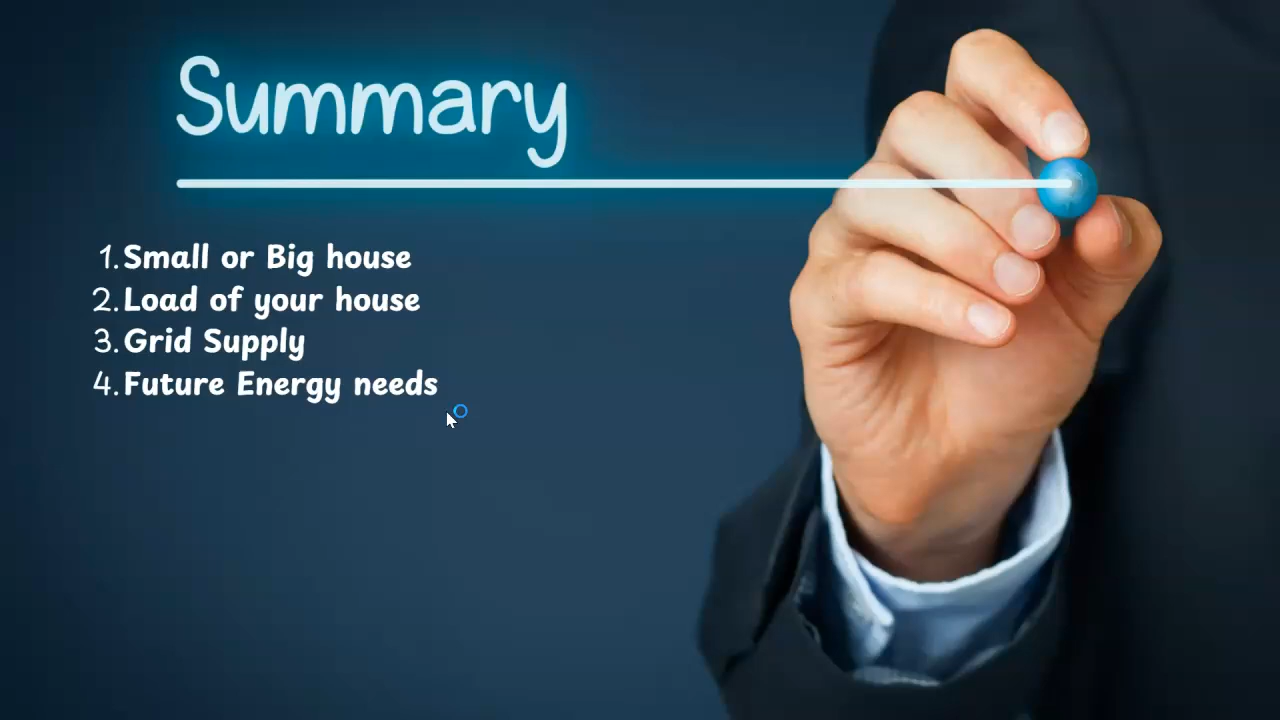 Summary
1. Small or Big house
2. Load of your house
3. Grid Supply
4. Future Energy needs